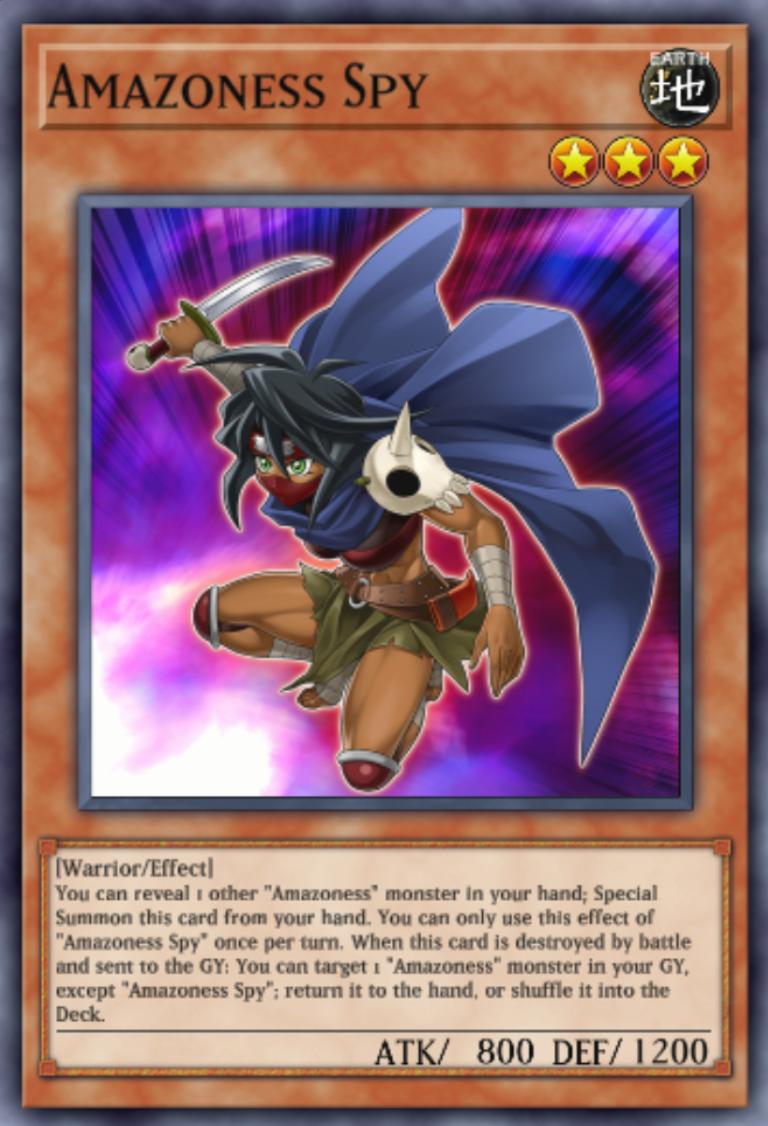 Amazoness Spy
EARTH
地
[Warrior/Effect]
You can reveal 1 other "Amazoness" monster in your hand; Special
Summon this card from your hand. You can only use this effect of
"Amazoness Spy" once per turn. When this card is destroyed by battle
and sent to the GY: You can target 1 "Amazoness" monster in your GY,
except "Amazoness Spy"; return it to the hand, or shuffle it into the
Deck.
ATK/ 800 DEF/ 1200